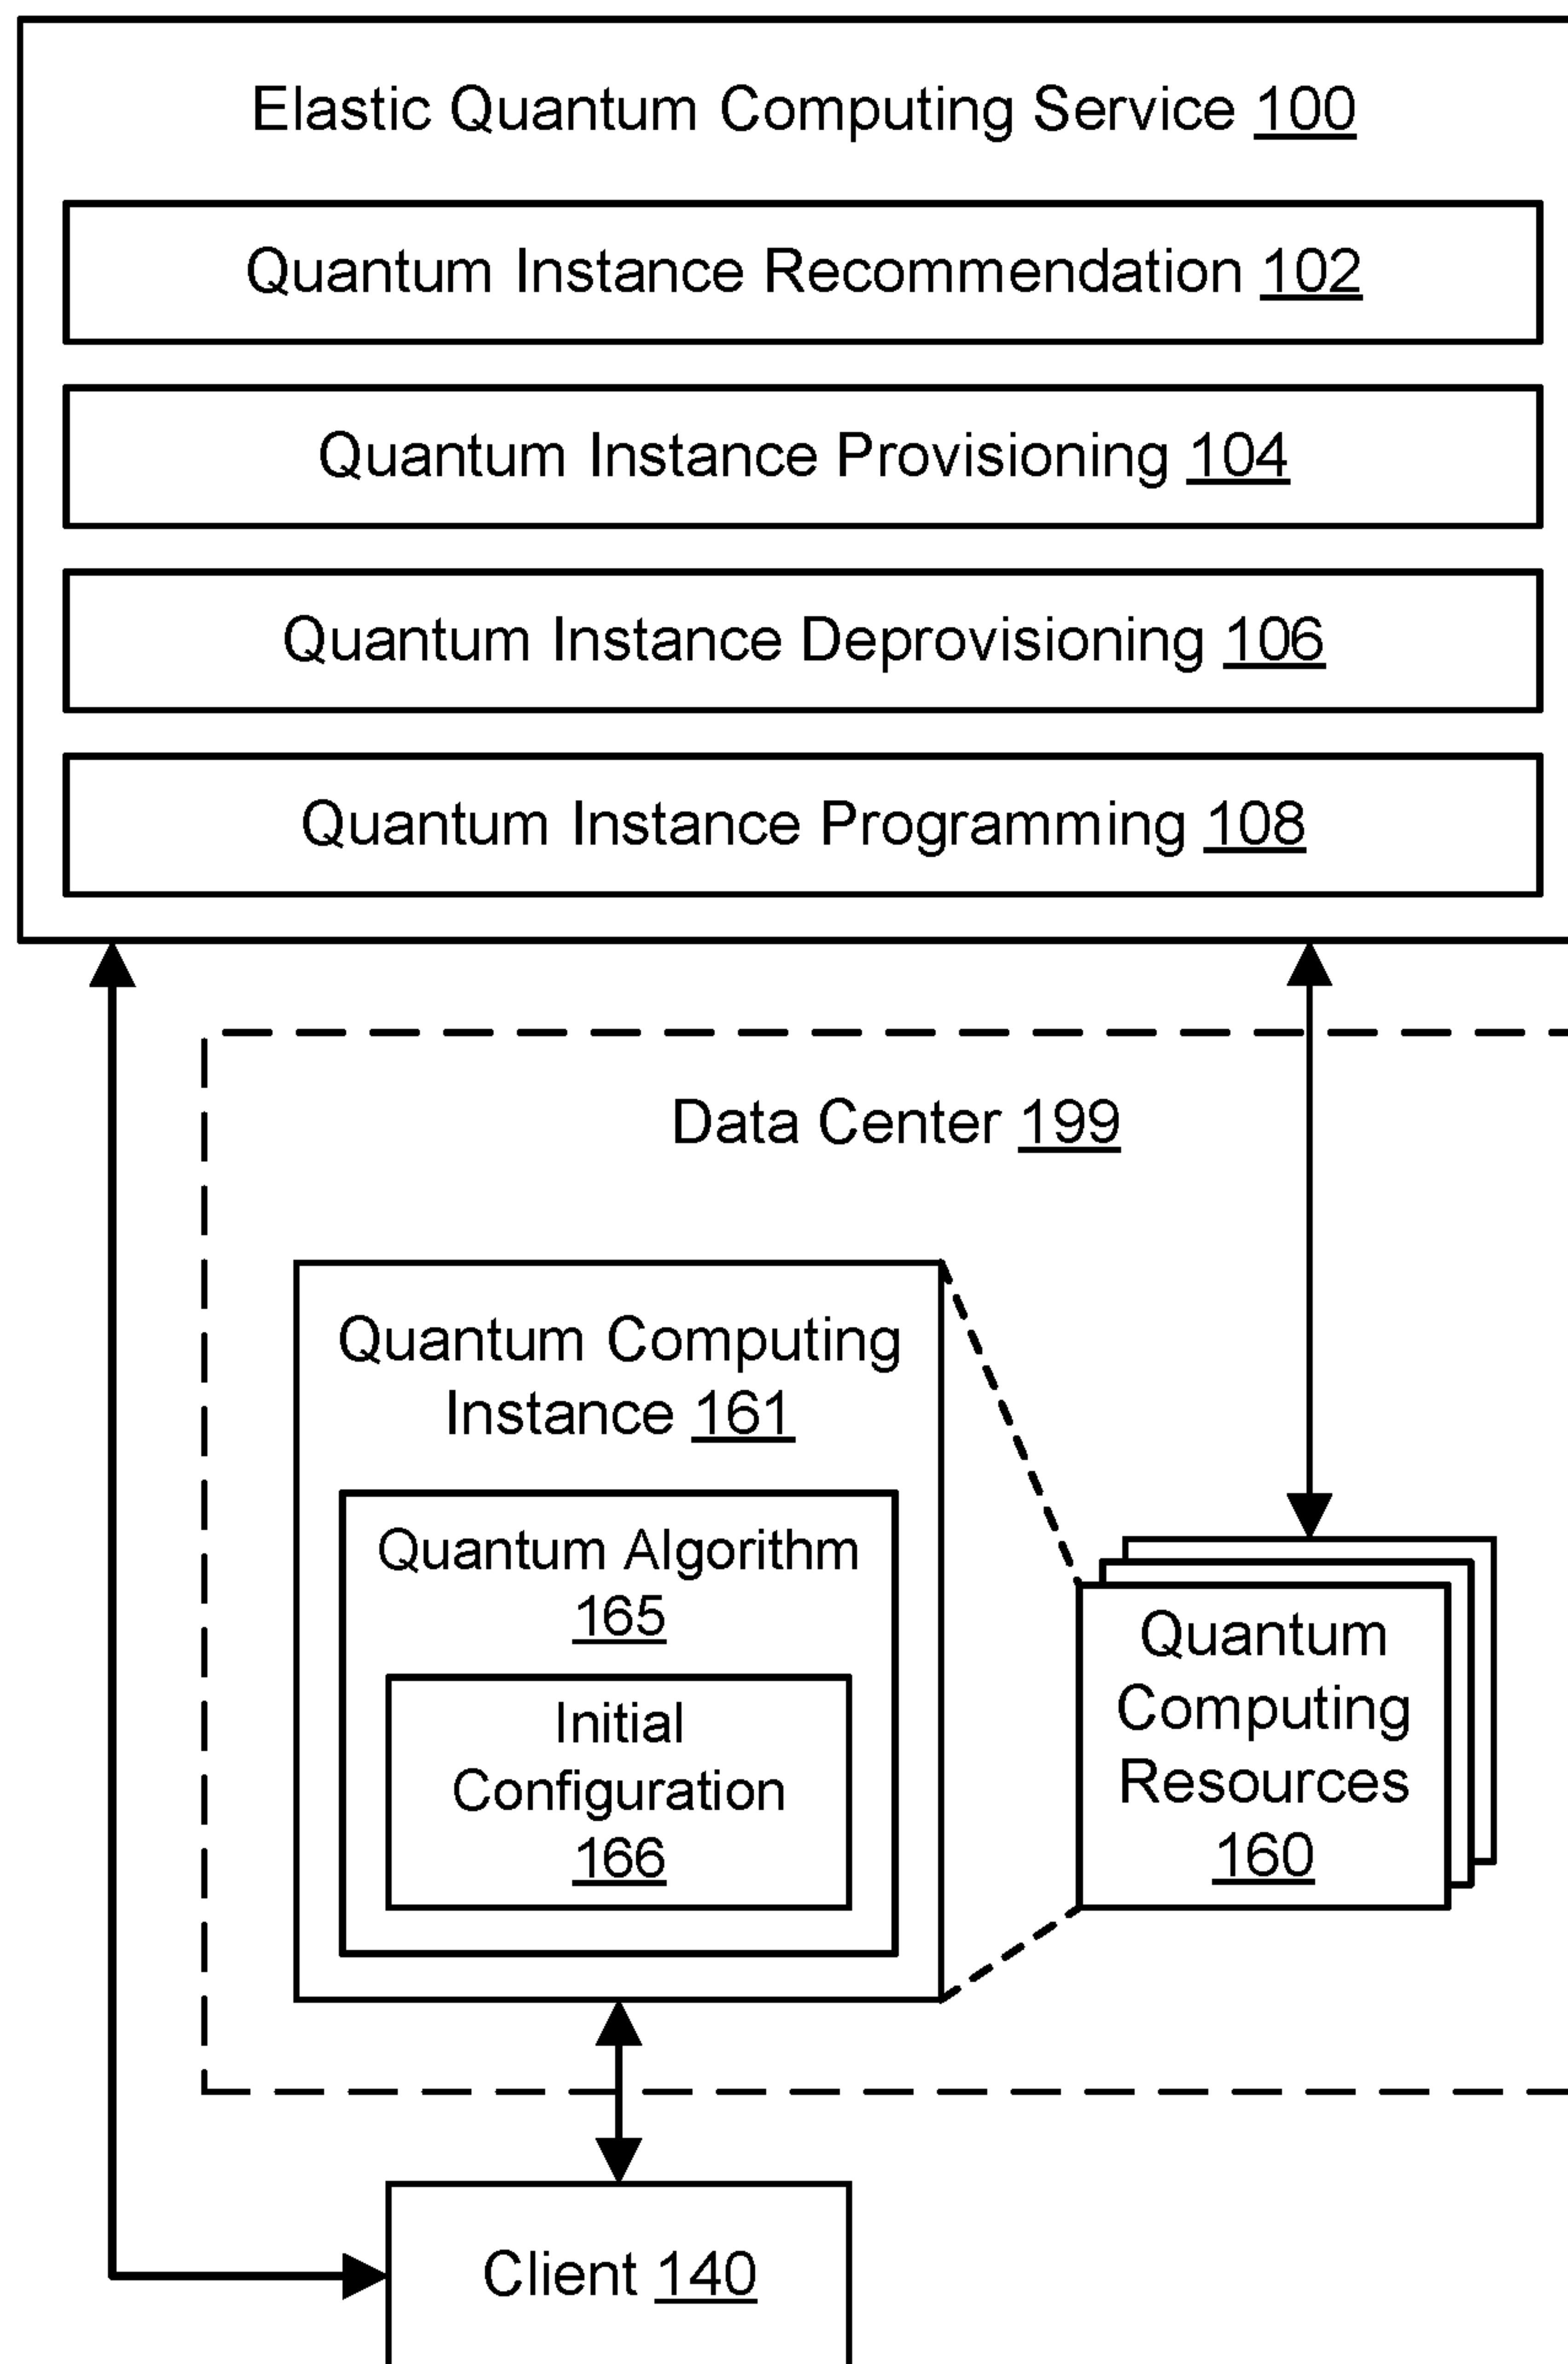 Elastic Quantum Computing Service 100
Quantum Instance Recommendation 102
Quantum Instance Provisioning 104
Quantum Instance Deprovisioning 106
Quantum Instance Programming 108
Data Center 199
Quantum Computing
Instance 161
Quantum Algorithm
165
Initial
Configuration
166
Quantum
Computing
Resources
160
Client 140